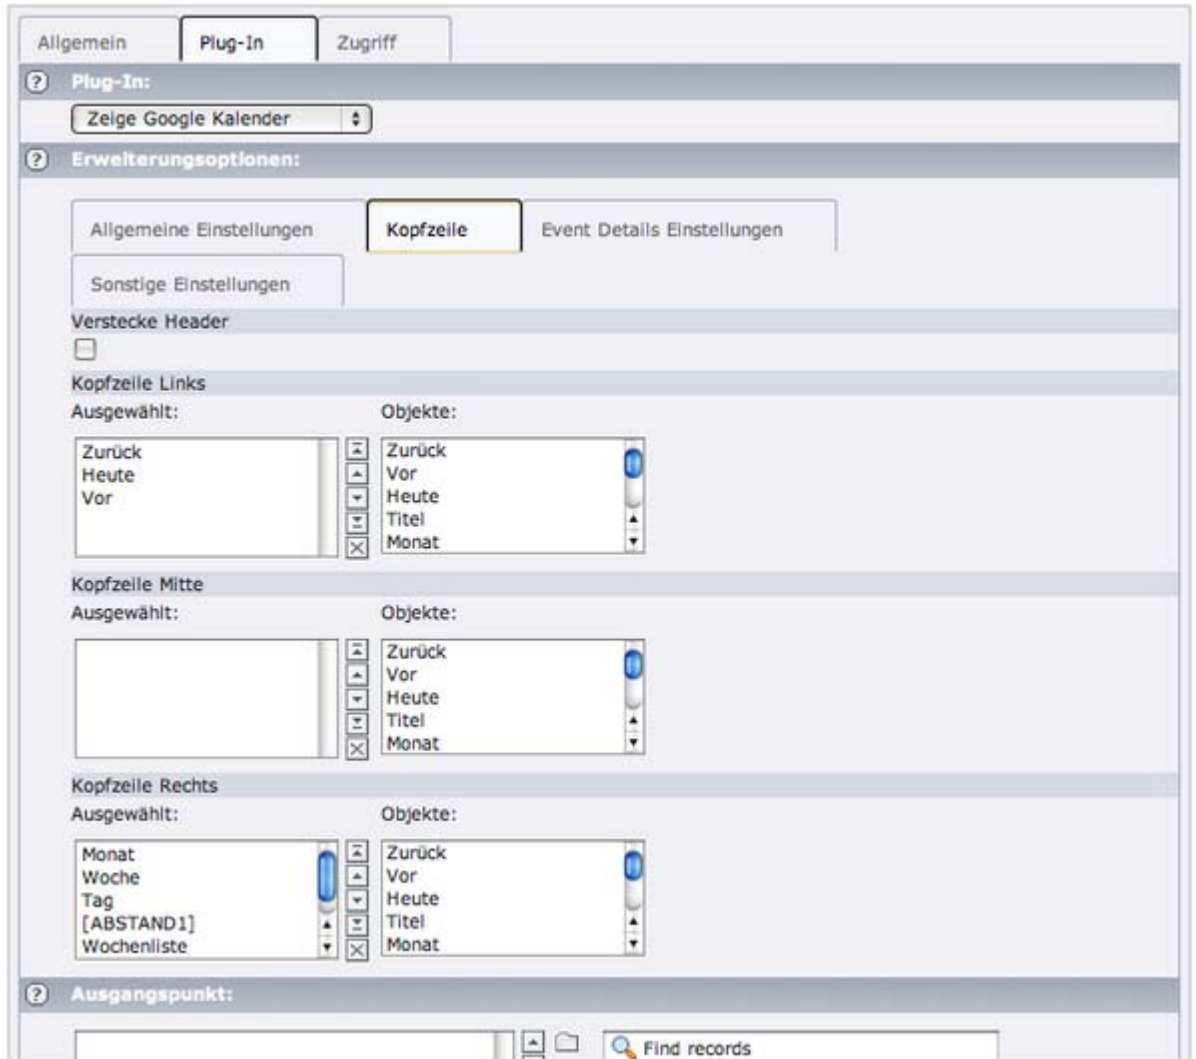 Allgemein Plug-In Zugriff
Plug-In:
Zeige Google Kalender
Erweiterungsoptionen:
Allgemeine Einstellungen Kopfzeile Event Details Einstellungen
Sonstige Einstellungen
Verstecke Header
Kopfzeile Links
Ausgewählt: Objekte:
Zurück
Heute
Vor
Zurück
Vor
Heute
Titel
Monat
Kopfzeile Mitte
Ausgewählt: Objekte:
Zurück
Vor
Heute
Titel
Monat
Kopfzeile Rechts
Ausgewählt: Objekte:
Monat
Woche
Tag
[ABSTAND1]
Wochenliste
Zurück
Vor
Heute
Titel
Monat
Ausgangspunkt:
Find records